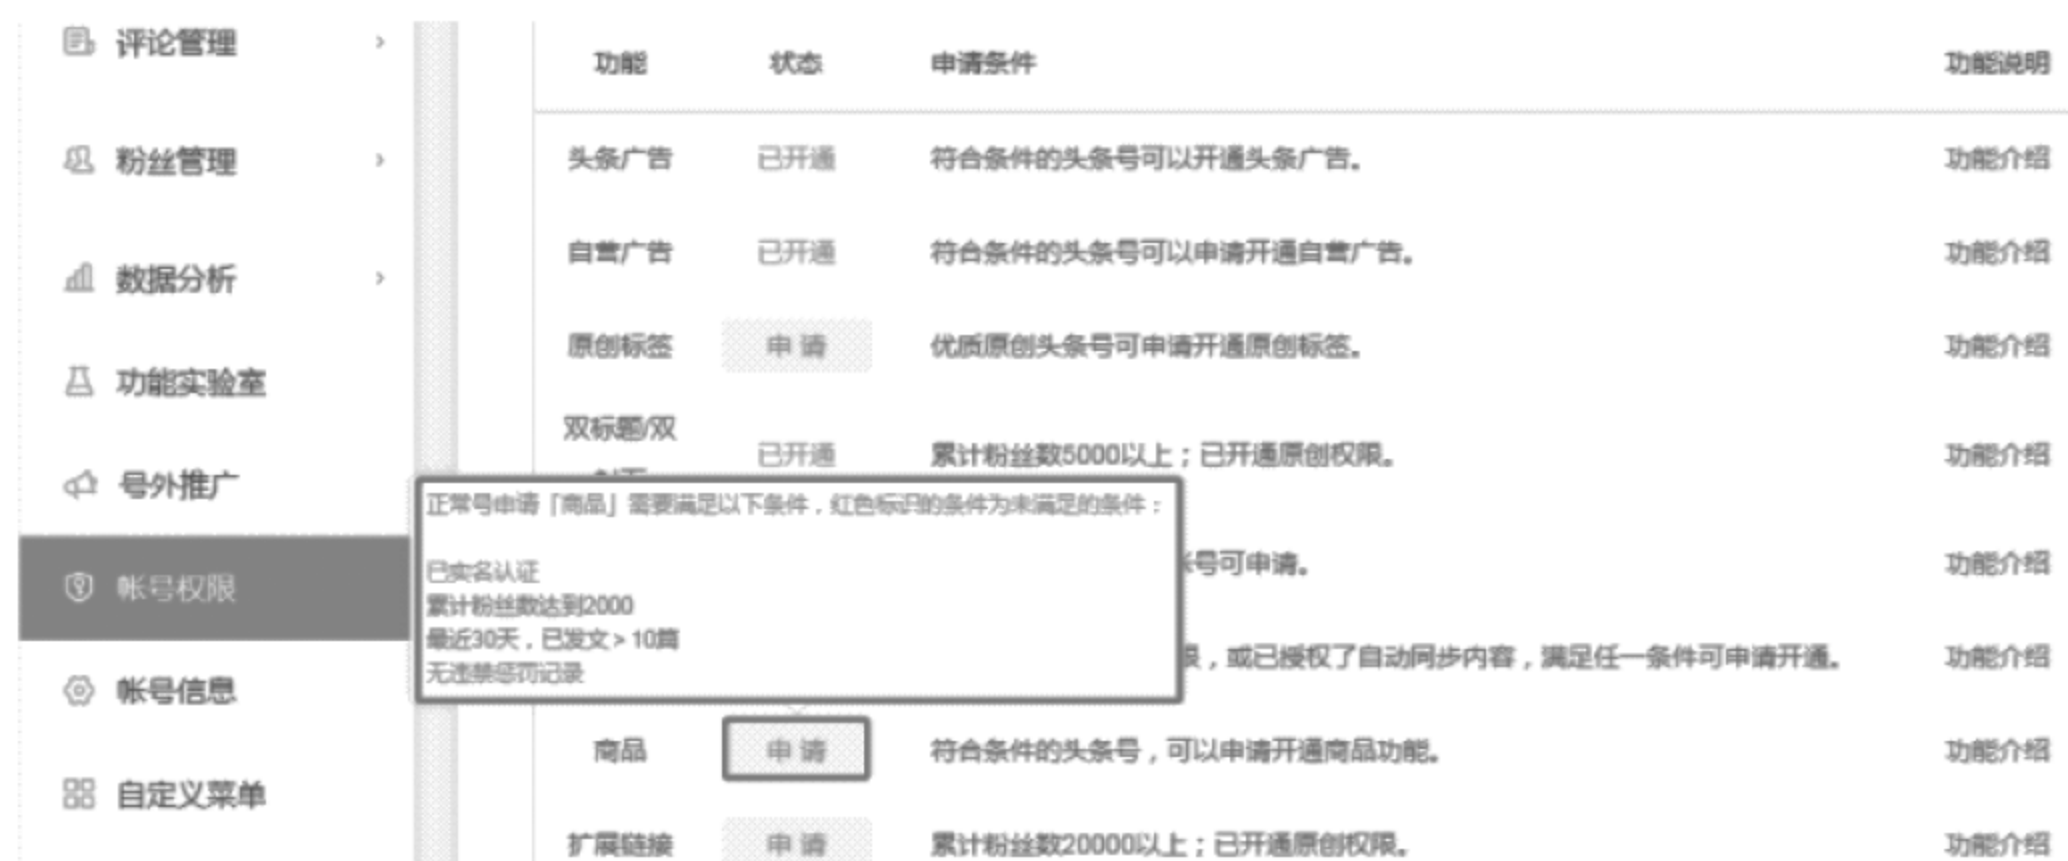 评论管理
粉丝管理
数据分析
功能实验室
号外推广
帐号权限
帐号信息
自定义菜单
功能 状态 申请条件 功能说明
头条广告 已开通 符合条件的头条号可以开通头条广告。 功能介绍
自营广告 已开通 符合条件的头条号可以申请开通自营广告。 功能介绍
原创标签 申请 优质原创头条号可申请开通原创标签。 功能介绍
双标题/双
已开通 累计粉丝数5000以上；已开通原创权限。 功能介绍
正常号申请「商品」需要满足以下条件，红色标识的条件为未满足的条件：
已实名认证
累计粉丝数达到2000
最近30天，已发文 > 10篇
无违禁惩罚记录
号可申请。 功能介绍
，或已授权了自动同步内容，满足任一条件可申请开通。 功能介绍
商品 申请 符合条件的头条号，可以申请开通商品功能。 功能介绍
扩展链接 申请 累计粉丝数20000以上；已开通原创权限。 功能介绍